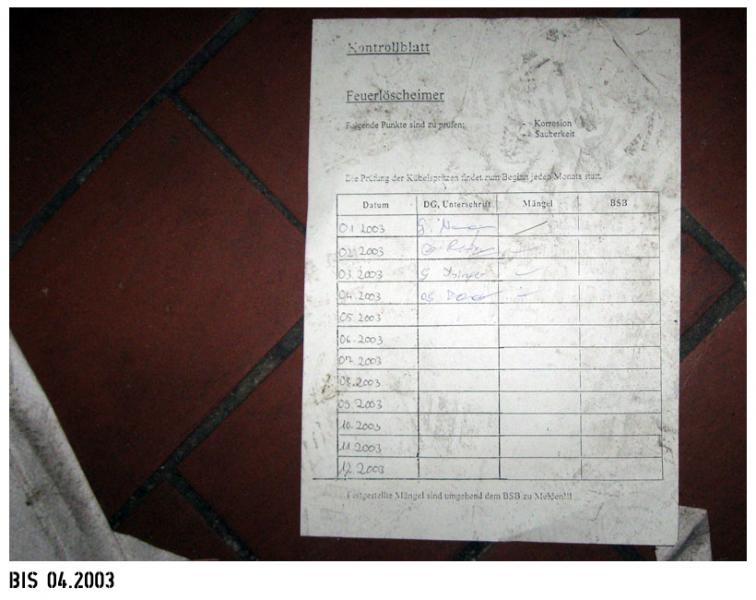 Kontrollblatt
Feuerlöscheimer
Folgende Punkte sind zu prüfen: - Korrosion
- Sauberkeit
Die Prüfung der Kübelspritzen findet zum Beginn jeden Monats statt.
Datum DG, Unterschrift Mängel BSB
01.2003
02.2003
03.2003
04.2003
05.2003
06.2003
07.2003
08.2003
09.2003
10.2003
11.2003
12.2003
Festgestellte Mängel sind umgehend dem BSB zu Melden!!!
BIS 04.2003